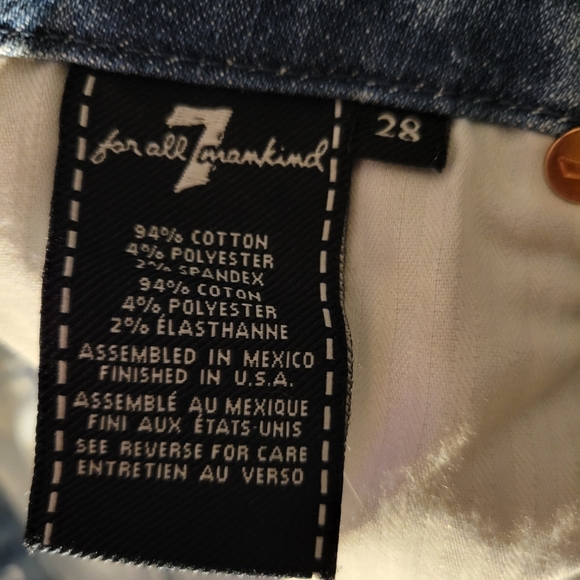 7
for all mankind
28
94% COTTON
4% POLYESTER
2% SPANDEX
94% COTON
4% POLYESTER
2% ÉLASTHANNE
ASSEMBLED IN MEXICO
FINISHED IN U.S.A.
ASSEMBLÉ AU MEXIQUE
FINI AUX ÉTATS-UNIS
SEE REVERSE FOR CARE
ENTRETIEN AU VERSO